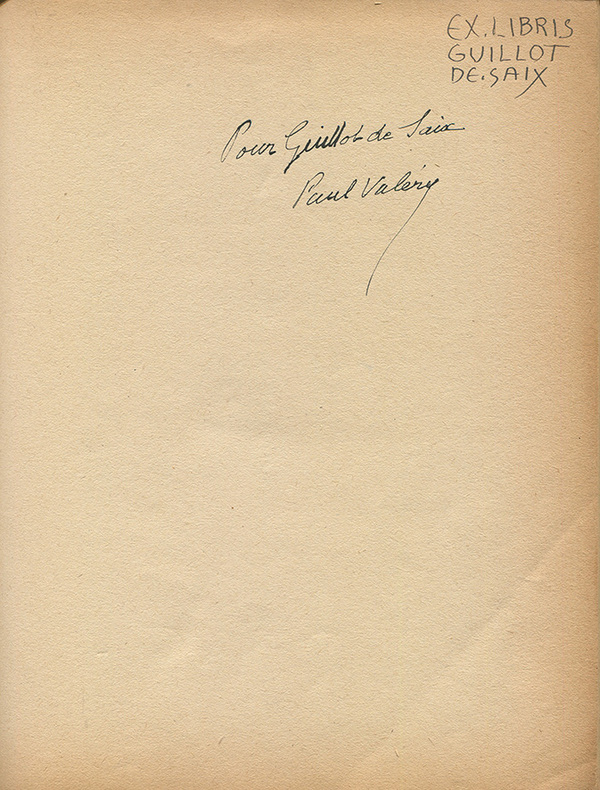 EX.LIBRIS
GUILLOT
DE.SAIX
Pour Guillot de Saix
Paul Valéry